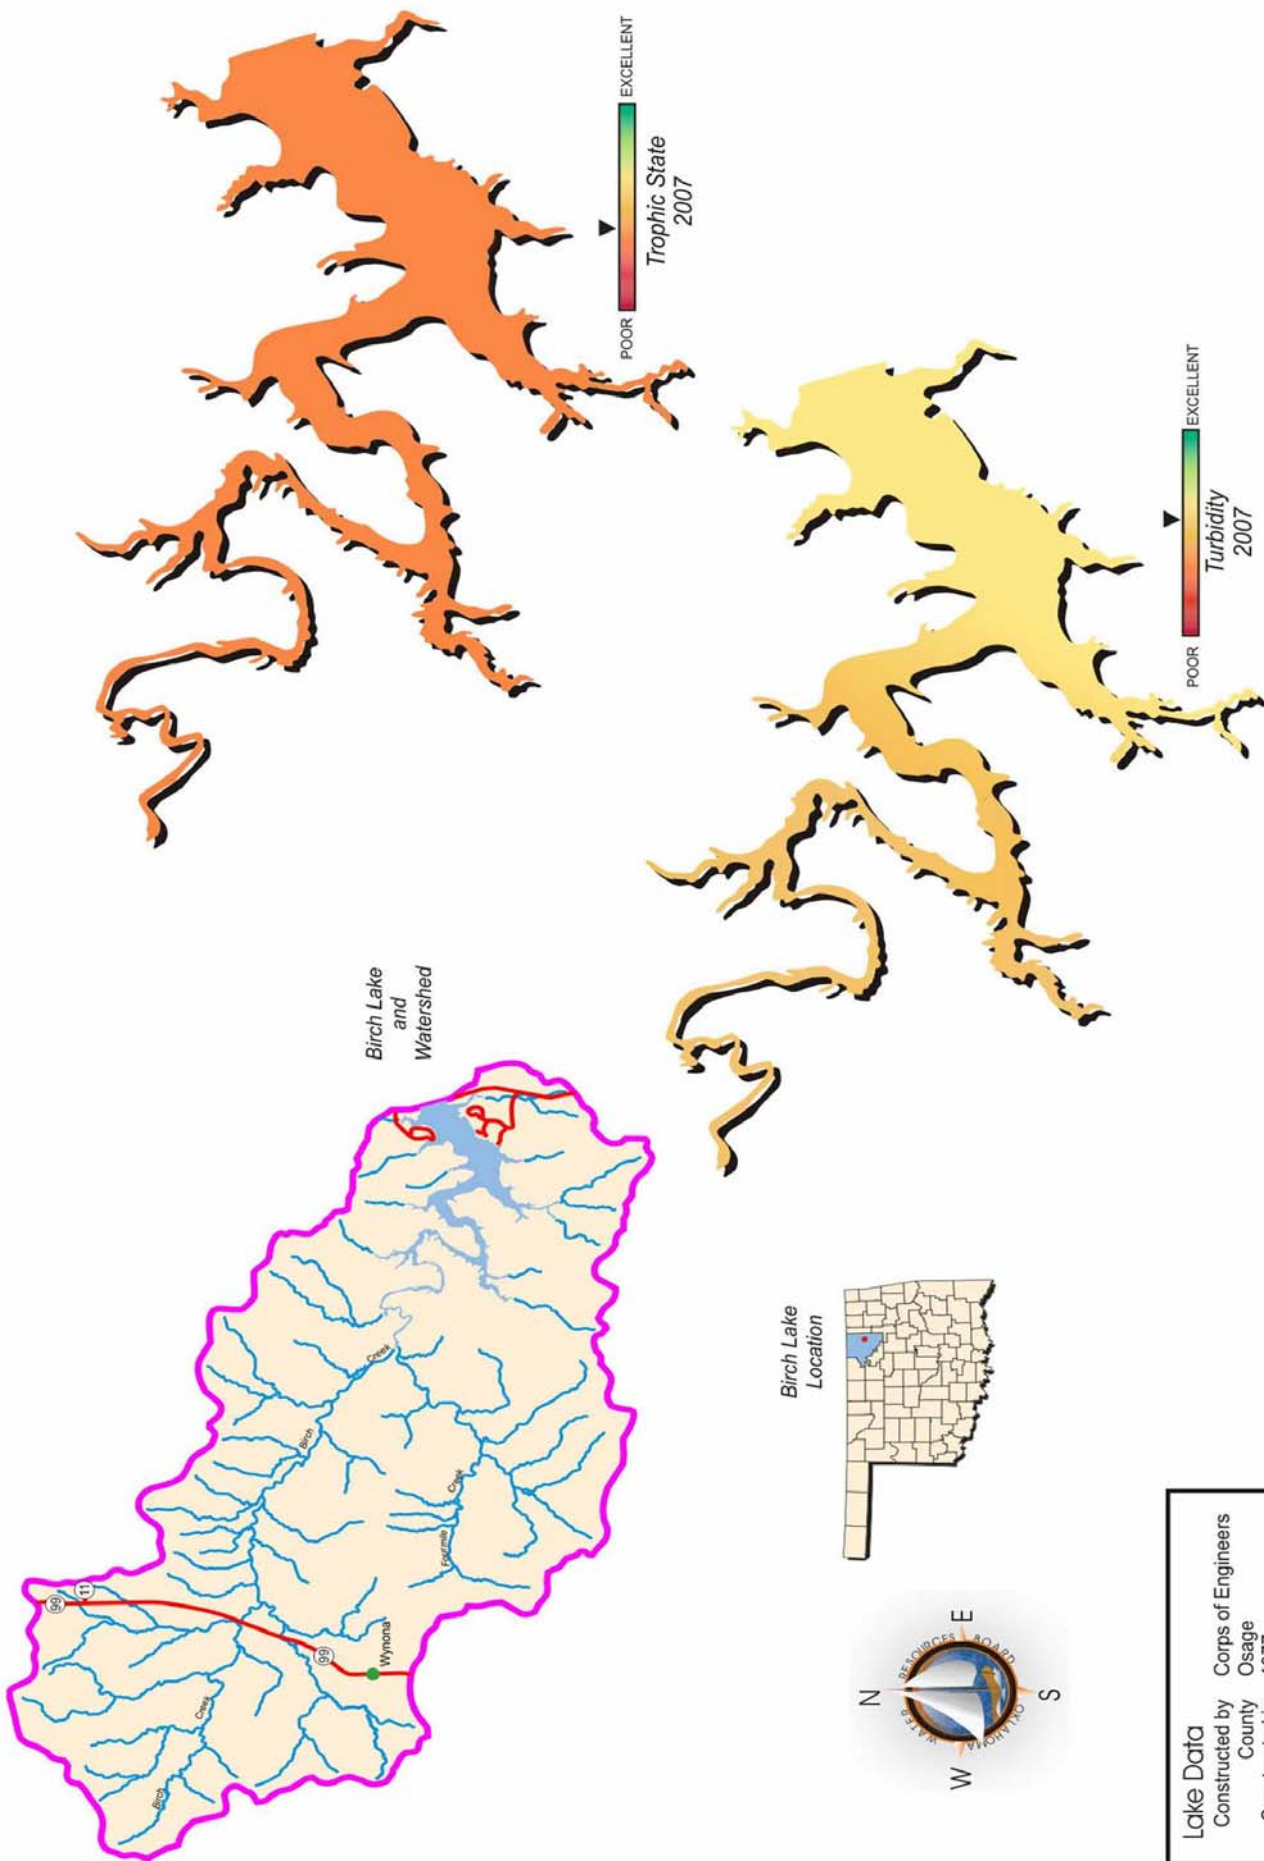 Birch Lake
and
Watershed
99
11
Birch
Creek
99
Wynona
Birch
Creek
Fourmile
Creek
POOR
EXCELLENT
Trophic State
2007
POOR
EXCELLENT
Turbidity
2007
Birch Lake
Location
N
W
E
S
OKLAHOMA WATER RESOURCES BOARD
Lake Data
Constructed by Corps of Engineers
County Osage